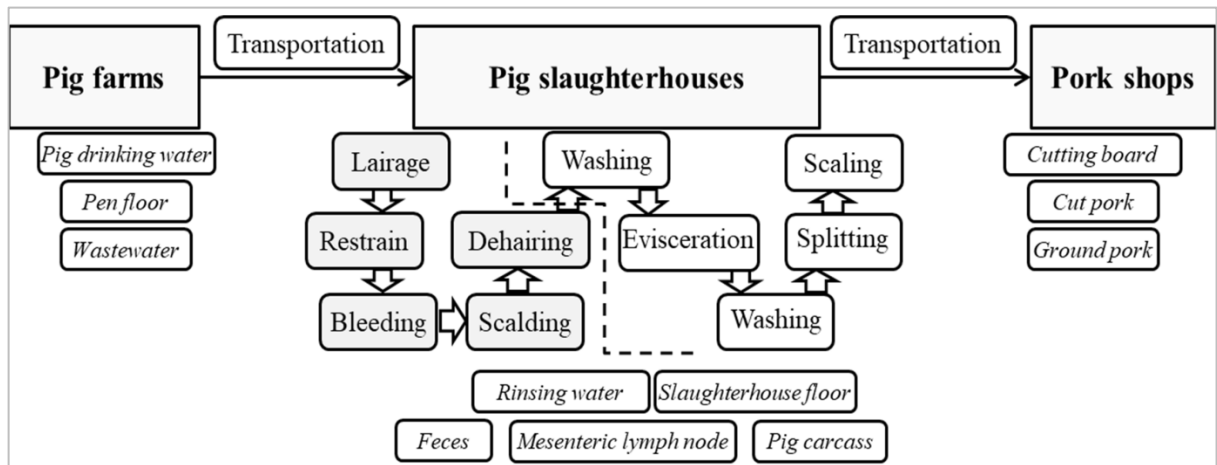 Transportation
Transportation
Pig farms
Pig slaughterhouses
Pork shops
Pig drinking water
Pen floor
Wastewater
Lairage
Restrain
Bleeding
Scalding
Dehairing
Washing
Evisceration
Washing
Splitting
Scaling
Cutting board
Cut pork
Ground pork
Rinsing water
Slaughterhouse floor
Feces
Mesenteric lymph node
Pig carcass